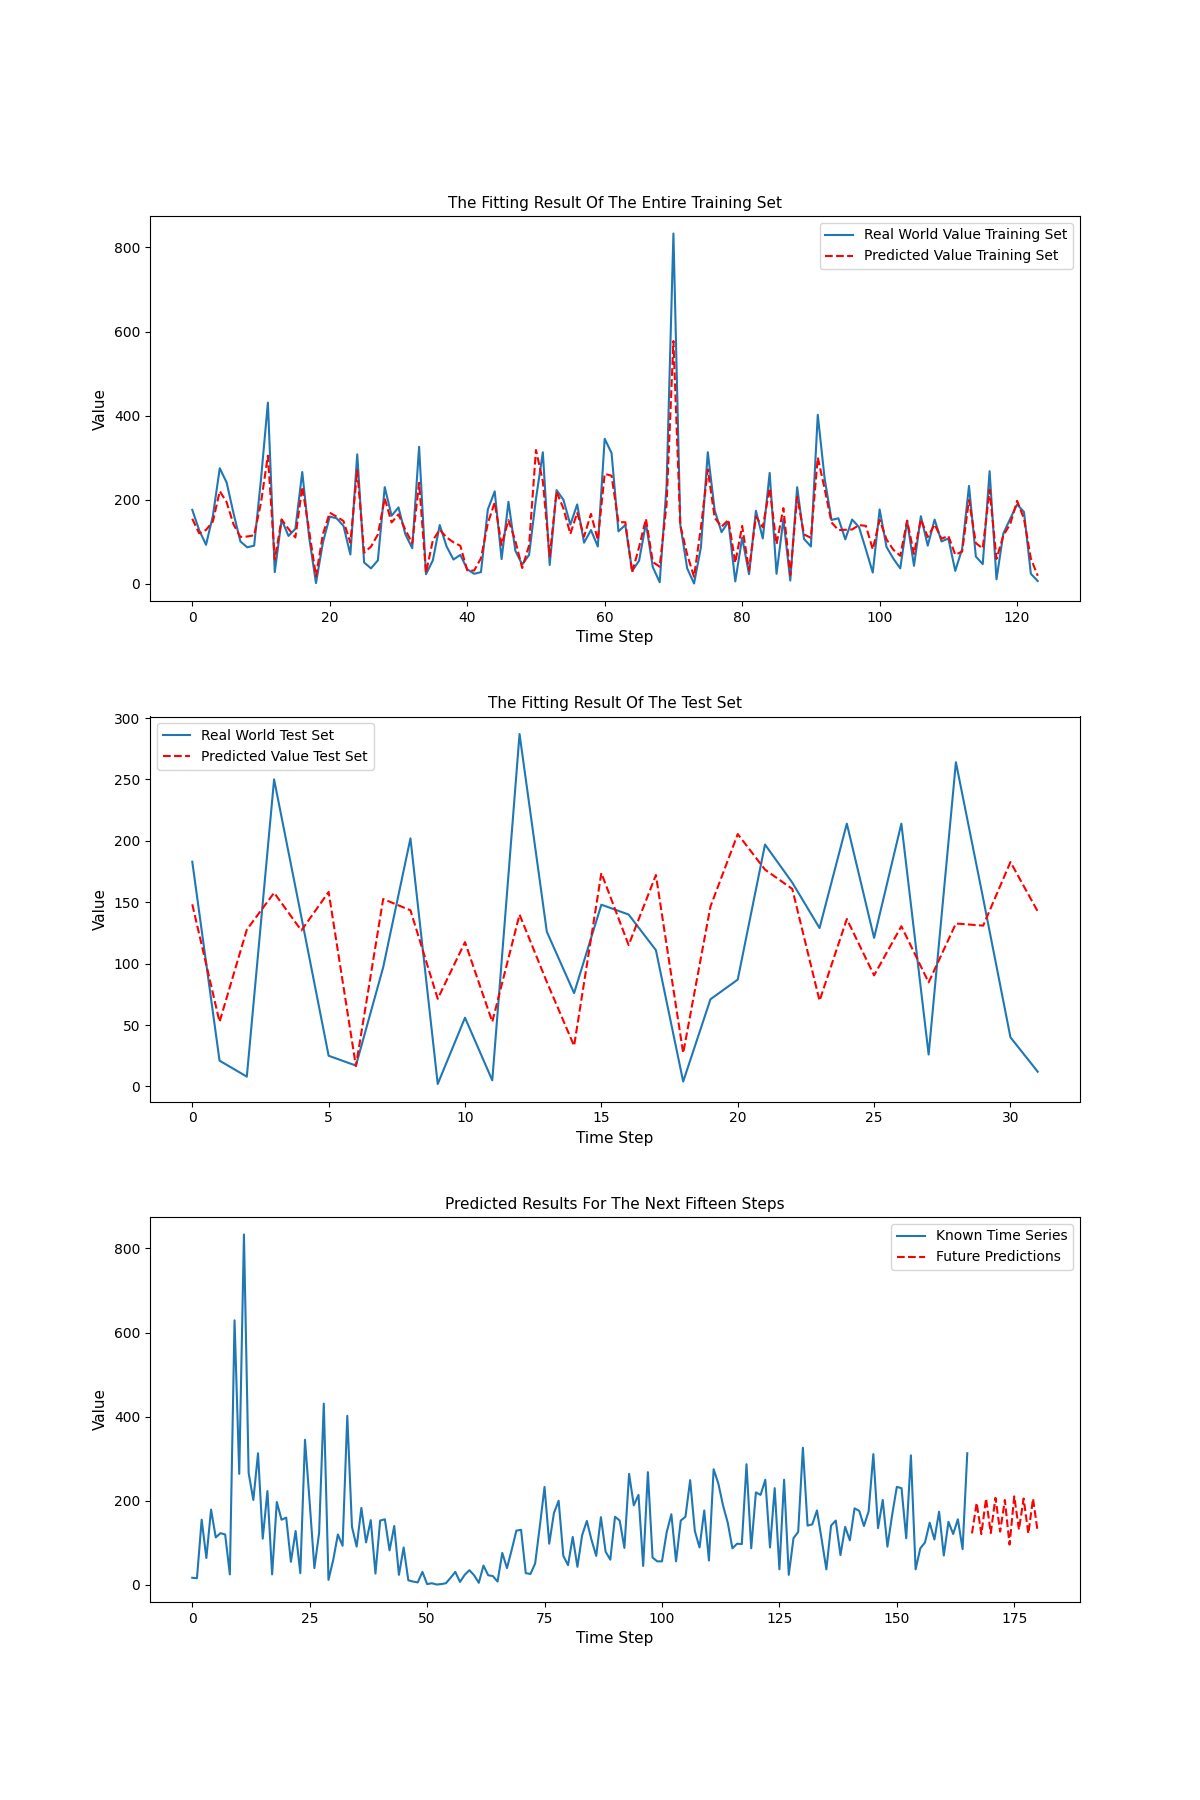 The Fitting Result Of The Entire Training Set
Real World Value Training Set
Predicted Value Training Set
800
600
400
200
0
Value
0 20 40 60 80 100 120
Time Step
The Fitting Result Of The Test Set
Real World Test Set
Predicted Value Test Set
300
250
200
150
100
50
0
Value
0 5 10 15 20 25 30
Time Step
Predicted Results For The Next Fifteen Steps
Known Time Series
Future Predictions
800
600
400
200
0
Value
0 25 50 75 100 125 150 175
Time Step